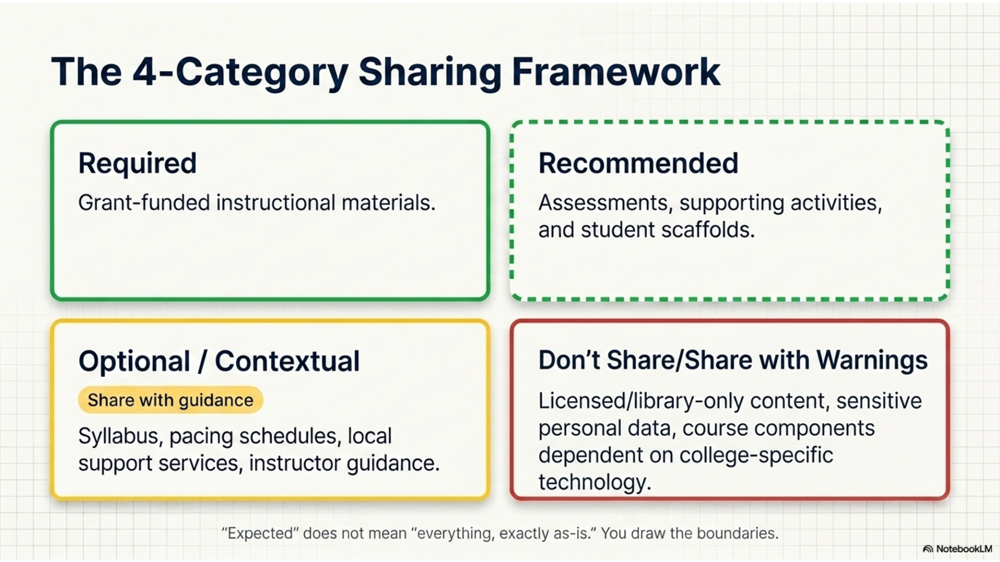 The 4-Category Sharing Framework
Required
Grant-funded instructional materials.
Recommended
Assessments, supporting activities,
and student scaffolds.
Optional / Contextual
Share with guidance
Syllabus, pacing schedules, local
support services, instructor guidance.
Don’t Share/Share with Warnings
Licensed/library-only content, sensitive
personal data, course components
dependent on college-specific
technology.
“Expected” does not mean “everything, exactly as-is.” You draw the boundaries.
NotebookLM